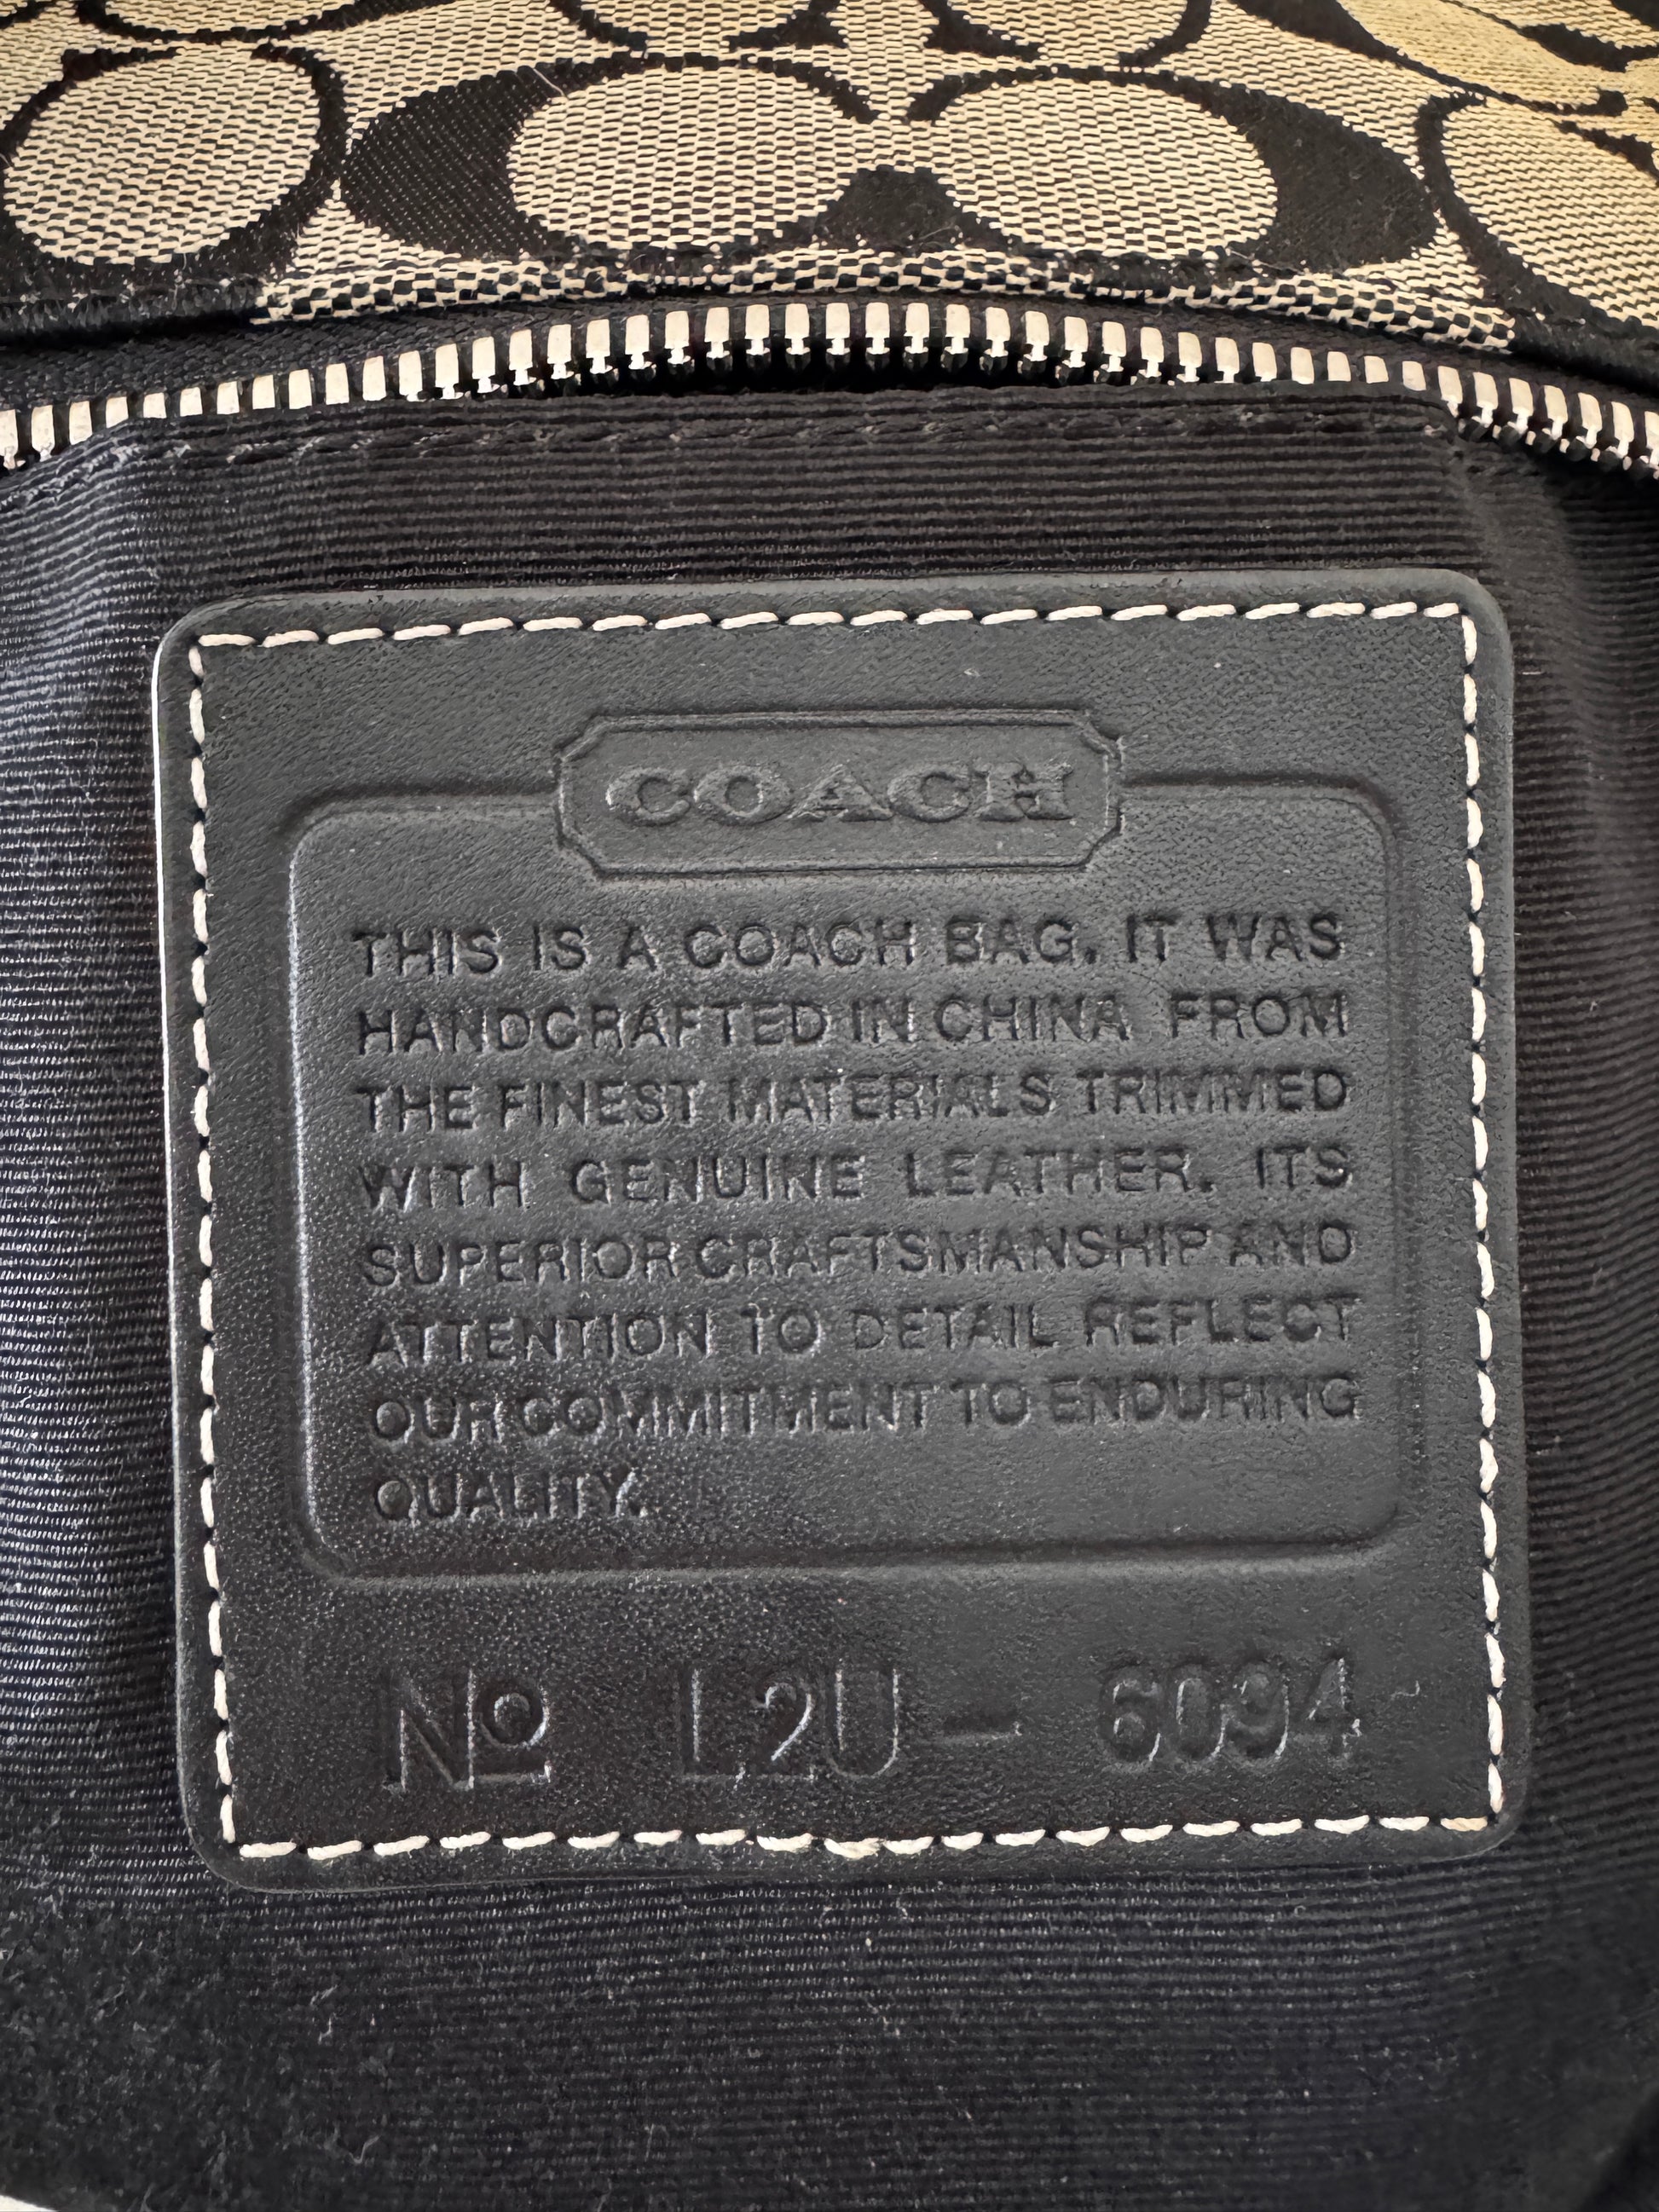 COACH
THIS IS A COACH BAG. IT WAS
HANDCRAFTED IN CHINA FROM
THE FINEST MATERIALS TRIMMED
WITH GENUINE LEATHER. ITS
SUPERIOR CRAFTSMANSHIP AND
ATTENTION TO DETAIL REFLECT
OUR COMMITMENT TO ENDURING
QUALITY.
Nº L2U - 6094